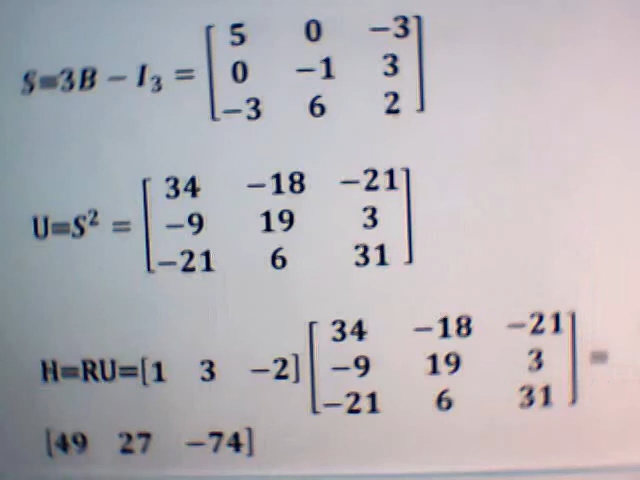 S=3B − I₃ = [5 0 −3
0 −1 3
−3 6 2]
U=S² = [34 −18 −21
−9 19 3
−21 6 31]
H=RU=[1 3 −2] [34 −18 −21
−9 19 3
−21 6 31] =
[49 27 −74]